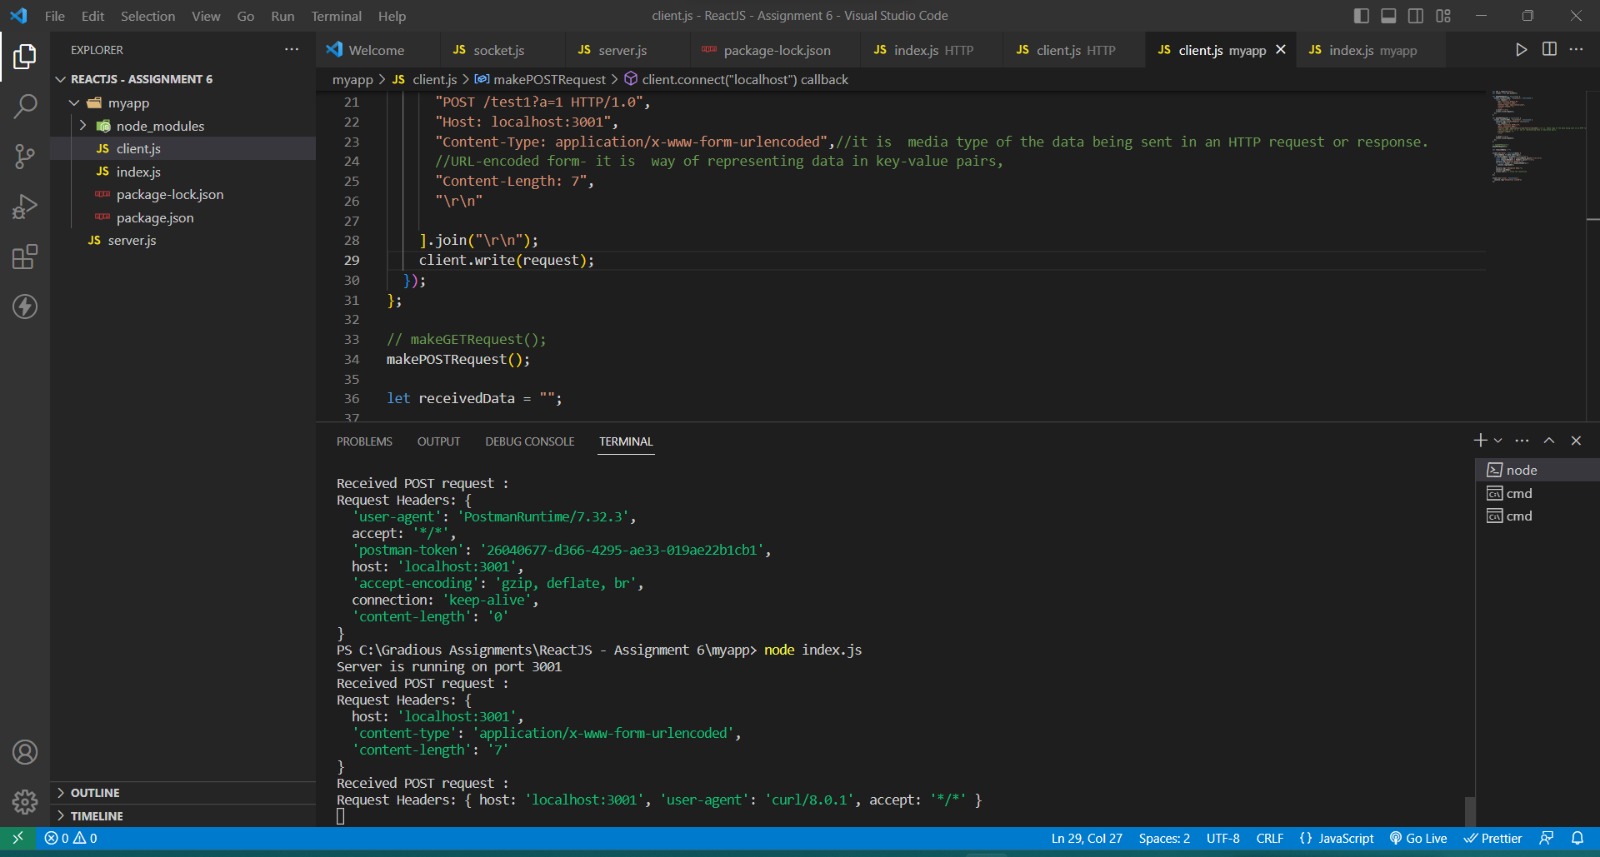 File Edit Selection View Go Run Terminal Help
client.js - ReactJS - Assignment 6 - Visual Studio Code
EXPLORER
REACTJS - ASSIGNMENT 6
myapp
node_modules
JS client.js
JS index.js
package-lock.json
package.json
JS server.js
OUTLINE
TIMELINE
Welcome JS socket.js JS server.js package-lock.json JS index.js HTTP JS client.js HTTP JS client.js myapp JS index.js myapp
myapp > JS client.js > makePOSTRequest > client.connect("localhost") callback
21 "POST /test1?a=1 HTTP/1.0",
22 "Host: localhost:3001",
23 "Content-Type: application/x-www-form-urlencoded",//it is  media type of the data being sent in an HTTP request or response.
24 //URL-encoded form- it is  way of representing data in key-value pairs,
25 "Content-Length: 7",
26 "\r\n"
27
28 ].join("\r\n");
29 client.write(request);
30 });
31 };
32
33 // makeGETRequest();
34 makePOSTRequest();
35
36 let receivedData = "";
37
PROBLEMS OUTPUT DEBUG CONSOLE TERMINAL
Received POST request :
Request Headers: {
'user-agent': 'PostmanRuntime/7.32.3',
accept: '*/*',
'postman-token': '26040677-d366-4295-ae33-019ae22b1cb1',
host: 'localhost:3001',
'accept-encoding': 'gzip, deflate, br',
connection: 'keep-alive',
'content-length': '0'
}
PS C:\Gradious Assignments\ReactJS - Assignment 6\myapp> node index.js
Server is running on port 3001
Received POST request :
Request Headers: {
host: 'localhost:3001',
'content-type': 'application/x-www-form-urlencoded',
'content-length': '7'
}
Received POST request :
Request Headers: { host: 'localhost:3001', 'user-agent': 'curl/8.0.1', accept: '*/*' }
node
cmd
cmd
0 0
Ln 29, Col 27 Spaces: 2 UTF-8 CRLF {} JavaScript Go Live Prettier